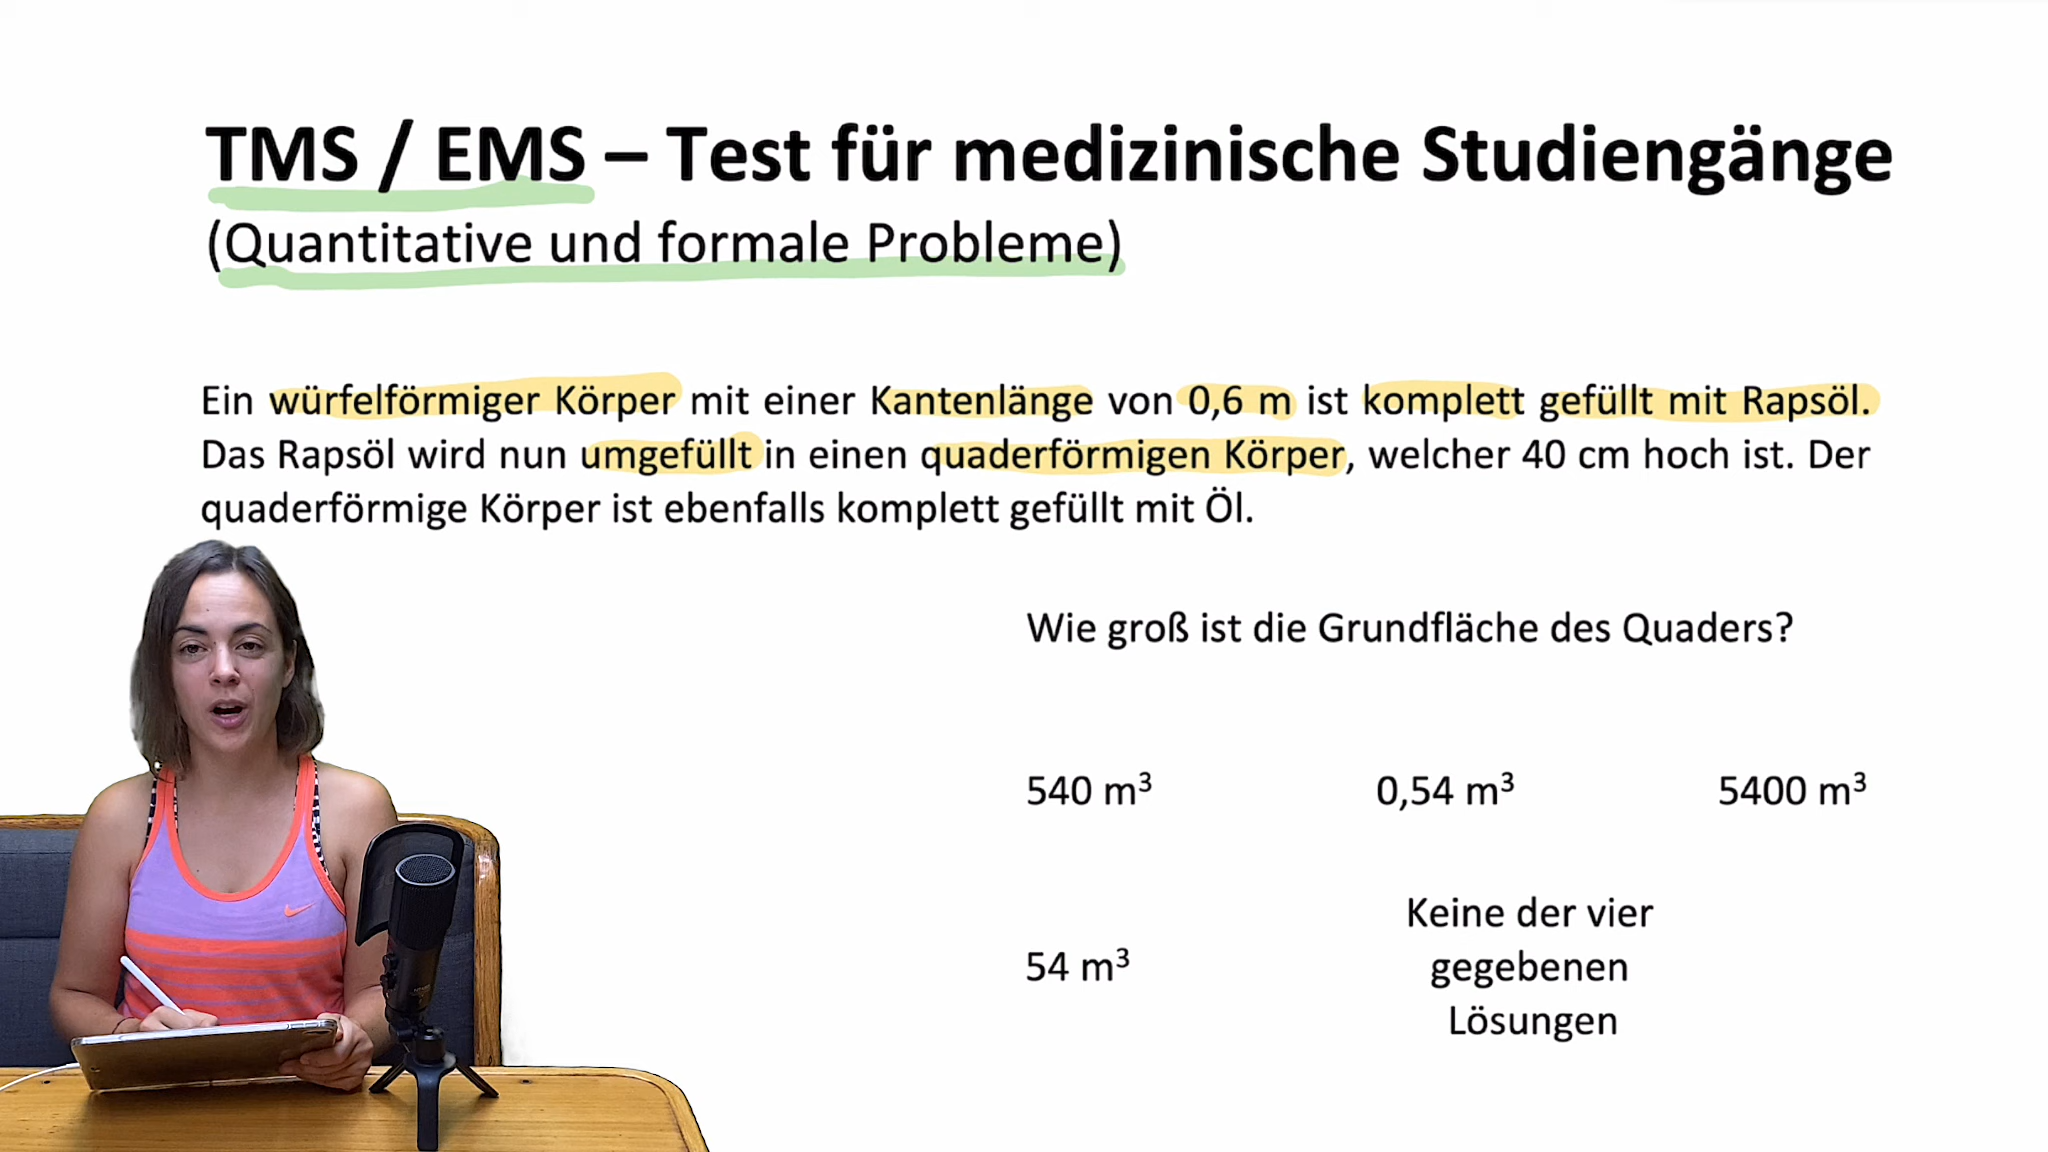 TMS / EMS – Test für medizinische Studiengänge
(Quantitative und formale Probleme)
Ein würfelförmiger Körper mit einer Kantenlänge von 0,6 m ist komplett gefüllt mit Rapsöl.
Das Rapsöl wird nun umgefüllt in einen quaderförmigen Körper, welcher 40 cm hoch ist. Der
quaderförmige Körper ist ebenfalls komplett gefüllt mit Öl.
Wie groß ist die Grundfläche des Quaders?
540 m³
0,54 m³
5400 m³
54 m³
Keine der vier
gegebenen
Lösungen